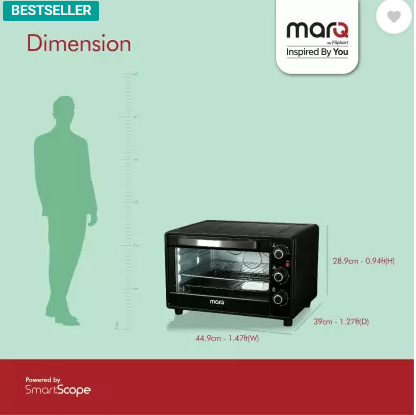 BESTSELLER
Dimension
marQ
by Flipkart
Inspired By You
28.9cm - 0.94ft(H)
marQ
39cm - 1.27ft(D)
44.9cm - 1.47ft(W)
Powered by
SmartScope